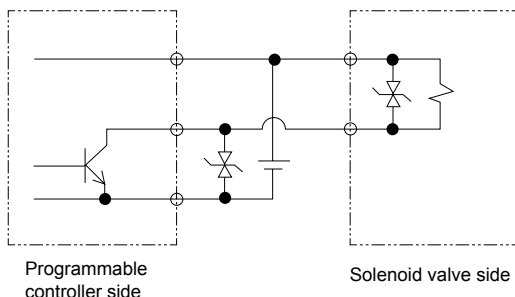 Programmable
controller side
Solenoid valve side